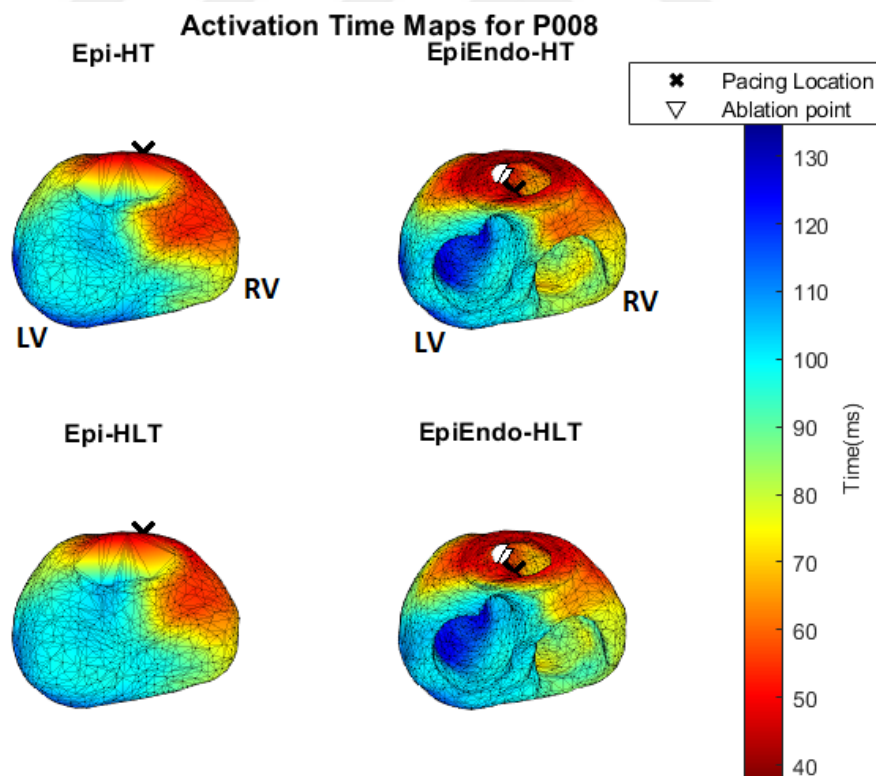 Activation Time Maps for P008
Epi-HT
EpiEndo-HT
✖ Pacing Location
▽ Ablation point
LV
RV
LV
RV
Epi-HLT
EpiEndo-HLT
130
120
110
100
90
80
70
60
50
40
Time(ms)